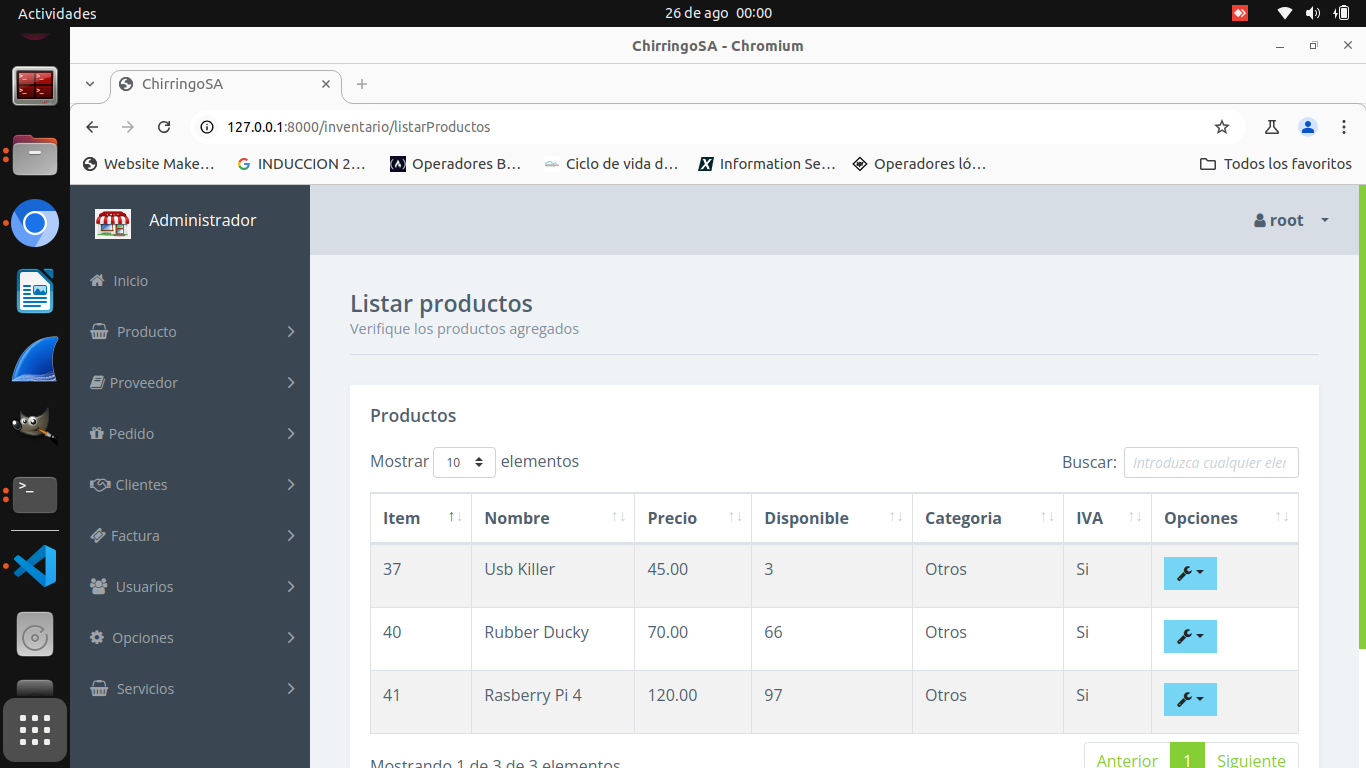 Actividades
26 de ago 00:00
ChirringoSA - Chromium
ChirringoSA
127.0.0.1:8000/inventario/listarProductos
Website Make… INDUCCION 2… Operadores B… Ciclo de vida d… Information Se… Operadores ló… Todos los favoritos
Administrador
root
Inicio
Producto
Proveedor
Pedido
Clientes
Factura
Usuarios
Opciones
Servicios
Listar productos
Verifique los productos agregados
Productos
Mostrar 10 elementos
Buscar: Introduzca cualquier eler
Item Nombre Precio Disponible Categoria IVA Opciones
37 Usb Killer 45.00 3 Otros Si
40 Rubber Ducky 70.00 66 Otros Si
41 Rasberry Pi 4 120.00 97 Otros Si
Mostrando 1 de 3 de 3 elementos
Anterior 1 Siguiente